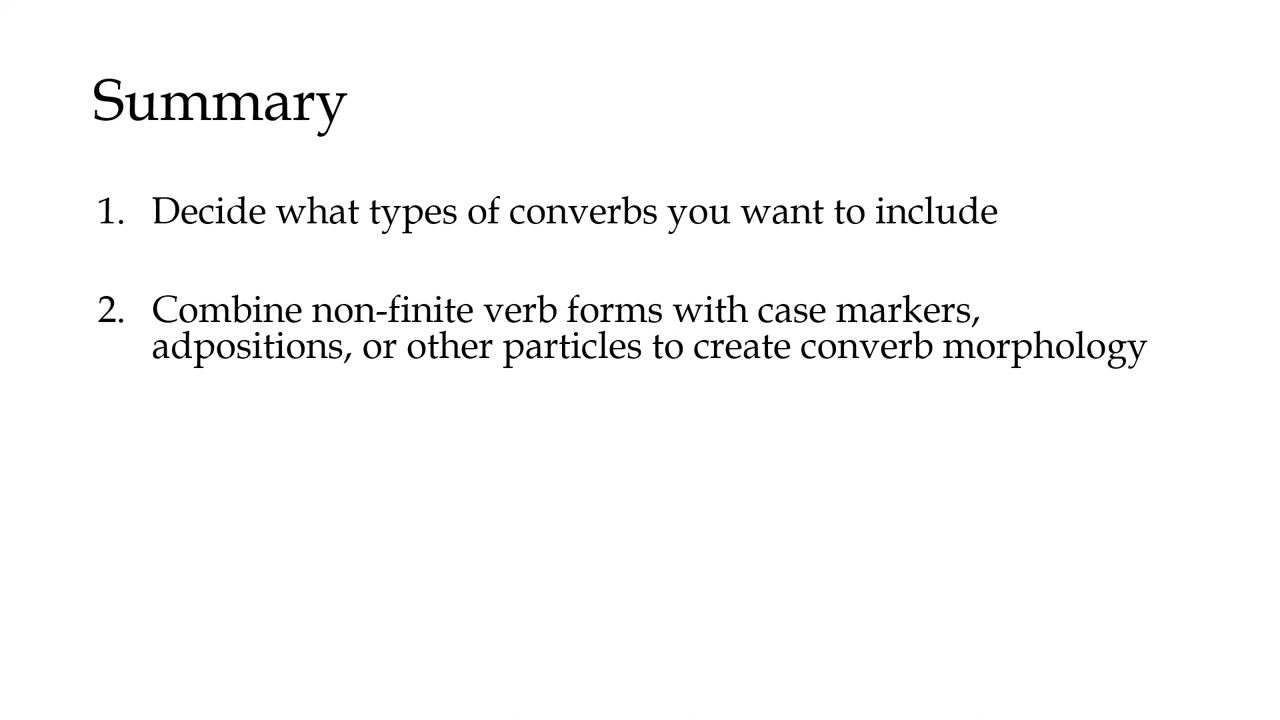 Summary
1. Decide what types of converbs you want to include
2. Combine non-finite verb forms with case markers,
adpositions, or other particles to create converb morphology